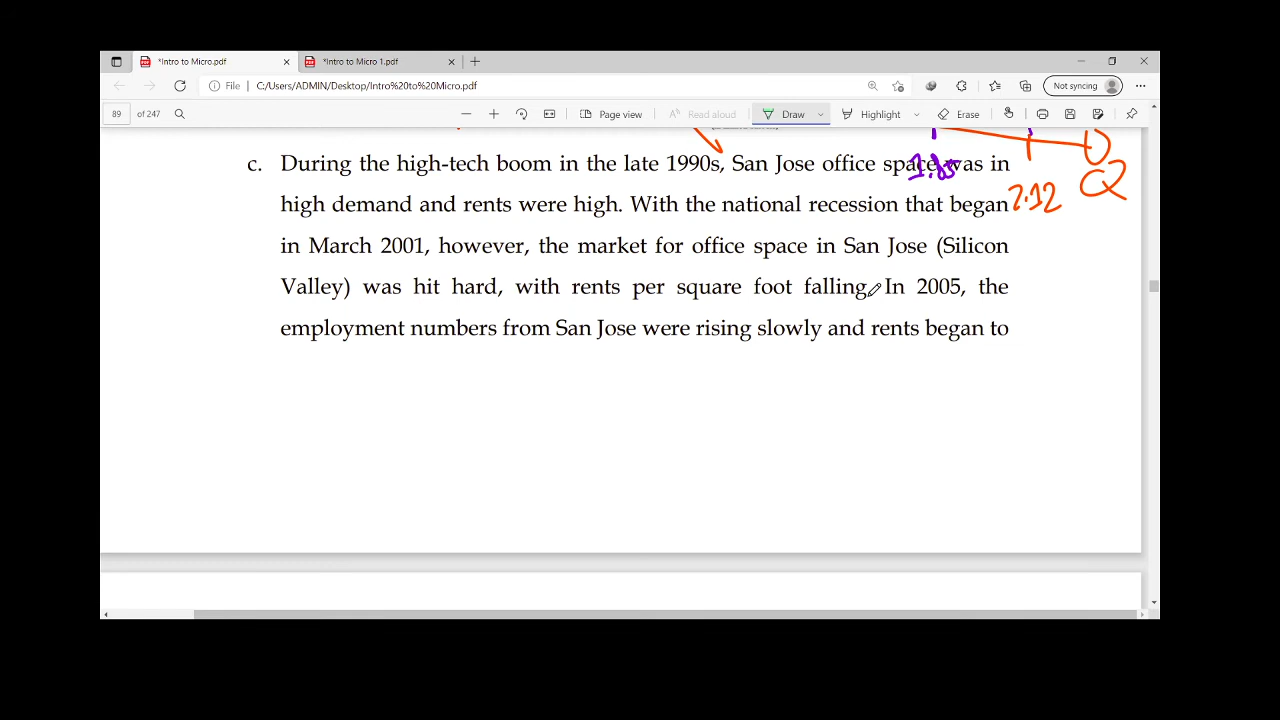 *Intro to Micro.pdf
*Intro to Micro 1.pdf
File C:/Users/ADMIN/Desktop/Intro%20to%20Micro.pdf
Not syncing
89 of 247
Page view
Read aloud
Draw
Highlight
Erase
c. During the high-tech boom in the late 1990s, San Jose office space was in
1.85
Q
high demand and rents were high. With the national recession that began
2.12
in March 2001, however, the market for office space in San Jose (Silicon
Valley) was hit hard, with rents per square foot falling. In 2005, the
employment numbers from San Jose were rising slowly and rents began to